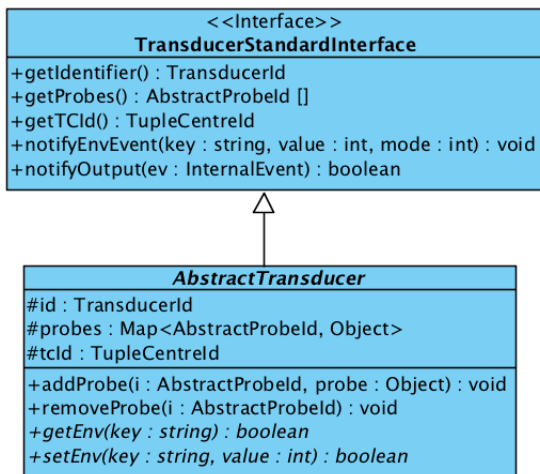 <<Interface>>
TransducerStandardInterface
+getIdentifier() : TransducerId
+getProbes() : AbstractProbeId []
+getTCId() : TupleCentreId
+notifyEnvEvent(key : string, value : int, mode : int) : void
+notifyOutput(ev : InternalEvent) : boolean
AbstractTransducer
#id : TransducerId
#probes : Map<AbstractProbeId, Object>
#tcId : TupleCentreId
+addProbe(i : AbstractProbeId, probe : Object) : void
+removeProbe(i : AbstractProbeId) : void
+getEnv(key : string) : boolean
+setEnv(key : string, value : int) : boolean